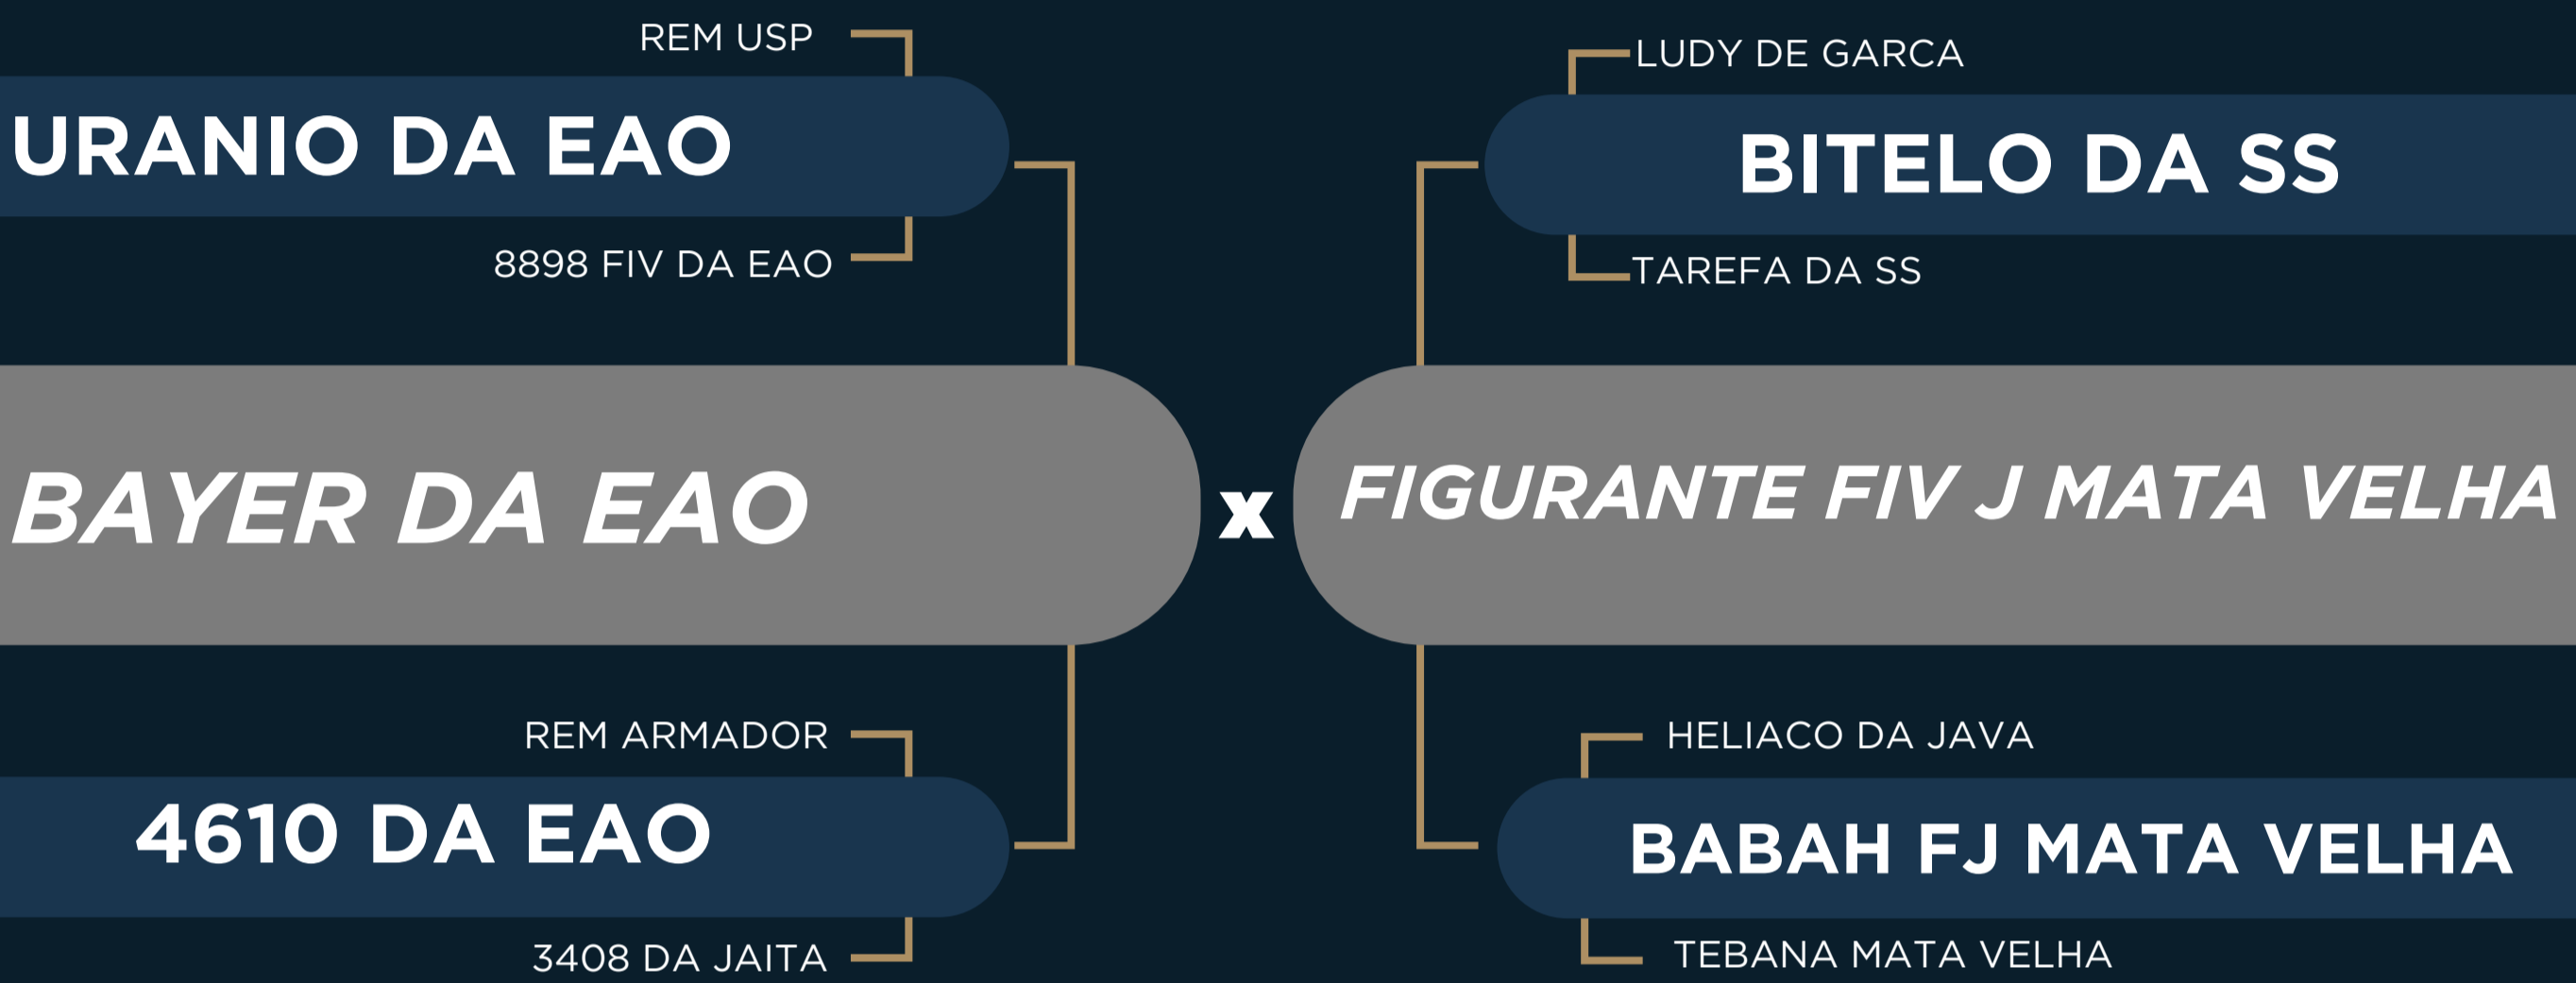 REM USP
URANIO DA EAO
8898 FIV DA EAO
BAYER DA EAO
REM ARMADOR
4610 DA EAO
3408 DA JAITA
x
LUDY DE GARCA
BITELO DA SS
TAREFA DA SS
FIGURANTE FIV J MATA VELHA
HELIACO DA JAVA
BABAH FJ MATA VELHA
TEBANA MATA VELHA